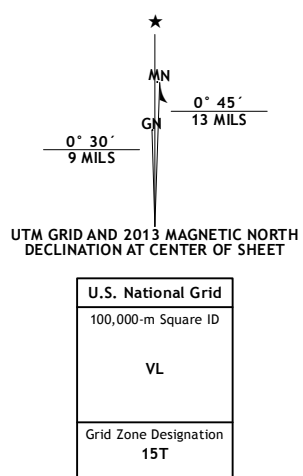 ★
MN
0° 45´
13 MILS
GN
0° 30´
9 MILS
UTM GRID AND 2013 MAGNETIC NORTH
DECLINATION AT CENTER OF SHEET
U.S. National Grid
100,000-m Square ID
VL
Grid Zone Designation
15T